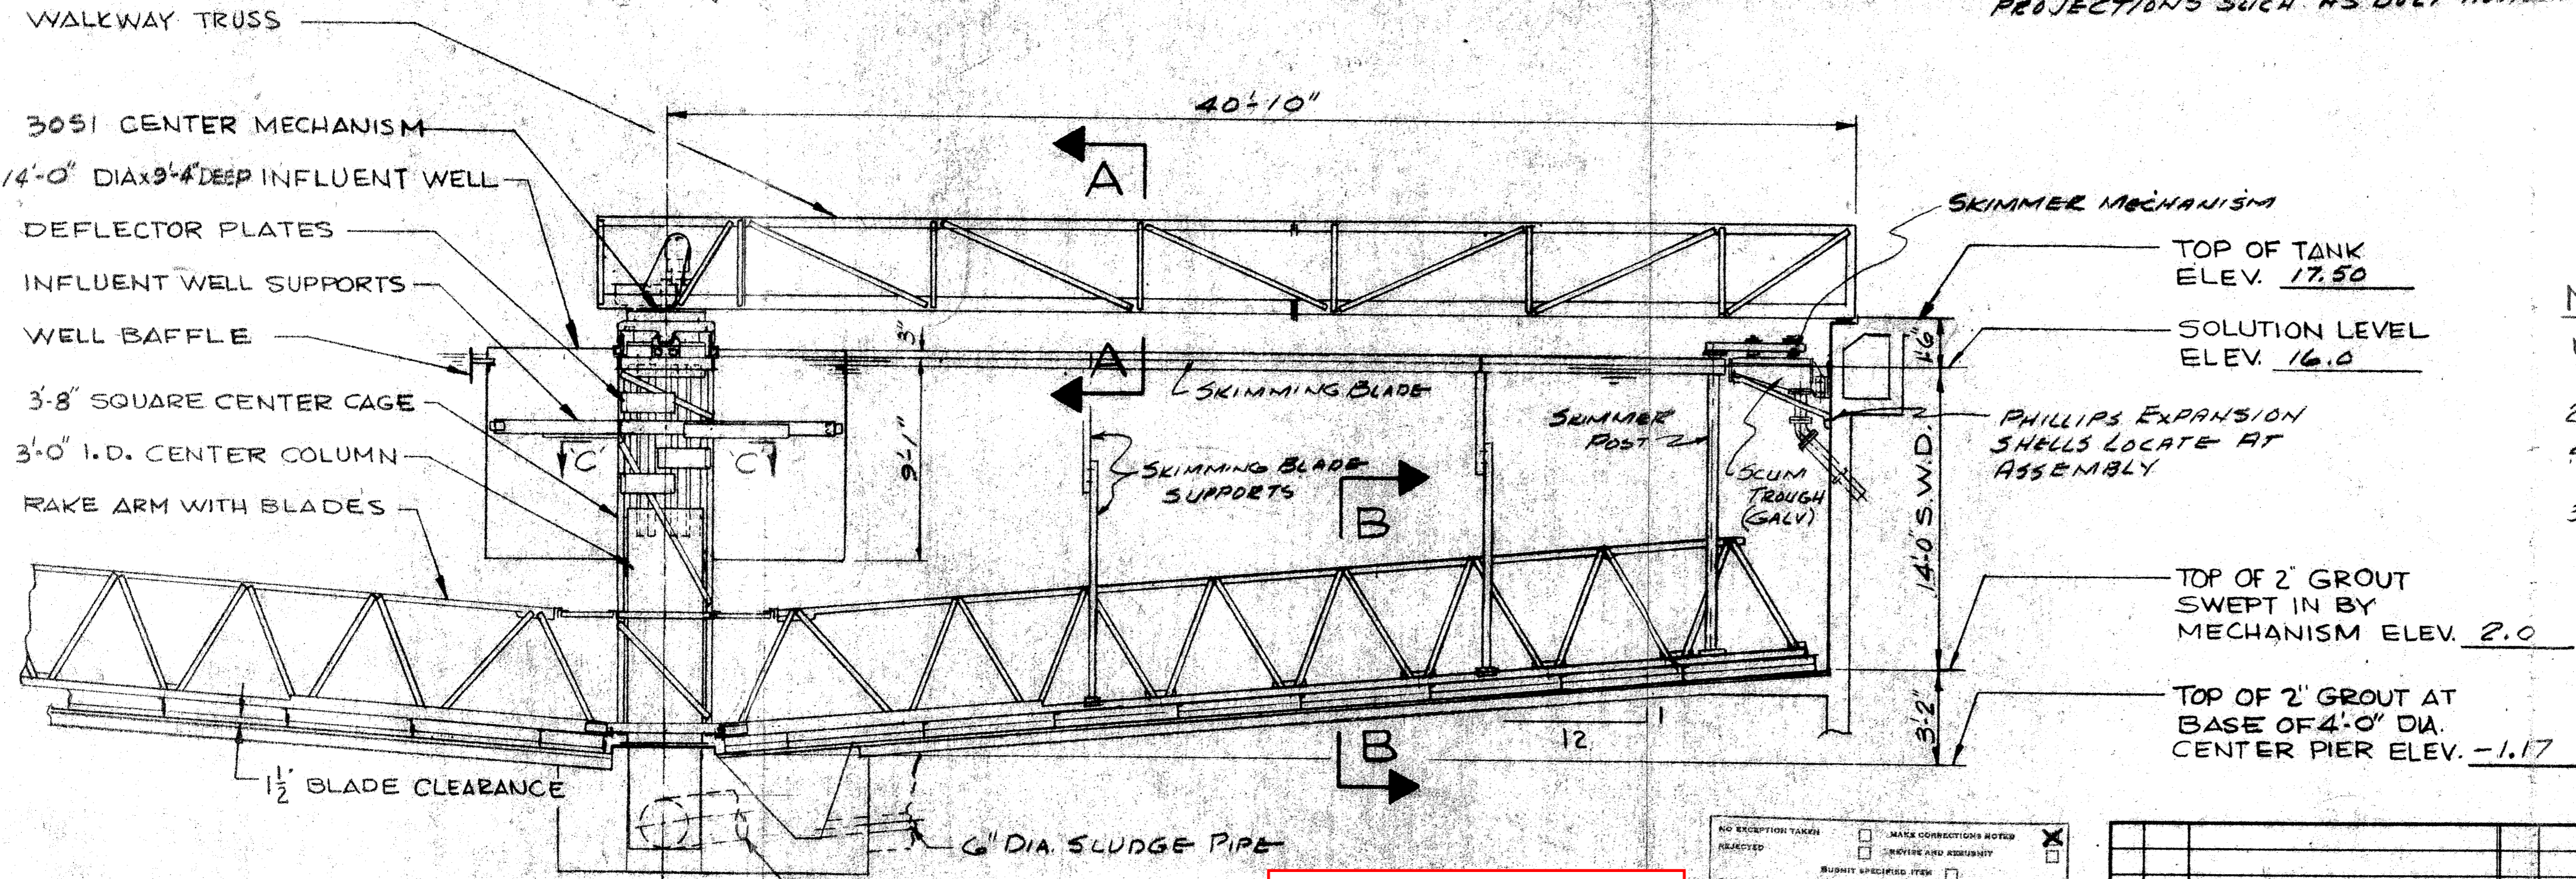 WALKWAY TRUSS
PROJECTIONS SUCH AS BOLT
3051 CENTER MECHANISM
14'-0" DIA x 9'-4" DEEP INFLUENT WELL
DEFLECTOR PLATES
INFLUENT WELL SUPPORTS
WELL BAFFLE
3'-8" SQUARE CENTER CAGE
3'-0" I.D. CENTER COLUMN
RAKE ARM WITH BLADES
1 1/2" BLADE CLEARANCE
40'-10"
A
A
3"
9'-1"
'C'
'C'
SKIMMING BLADE
SKIMMING BLADE
SUPPORTS
B
B
SKIMMER
POST
SCUM
TROUGH
(GALV)
12
1
6" DIA. SLUDGE PIPE
SKIMMER MECHANISM
TOP OF TANK
ELEV. 17.50
SOLUTION LEVEL
ELEV. 16.0
1'-6"
PHILLIPS EXPANSION
SHELLS LOCATE AT
ASSEMBLY
14'-0" S.W.D.
TOP OF 2" GROUT
SWEPT IN BY
MECHANISM ELEV. 2.0
3'-2"
TOP OF 2" GROUT AT
BASE OF 4'-0" DIA.
CENTER PIER ELEV. -1.17
NO EXCEPTION TAKEN
MAKE CORRECTIONS NOTED
REJECTED
REVISE AND RESUBMIT
SUBMIT SPECIFIED ITEM